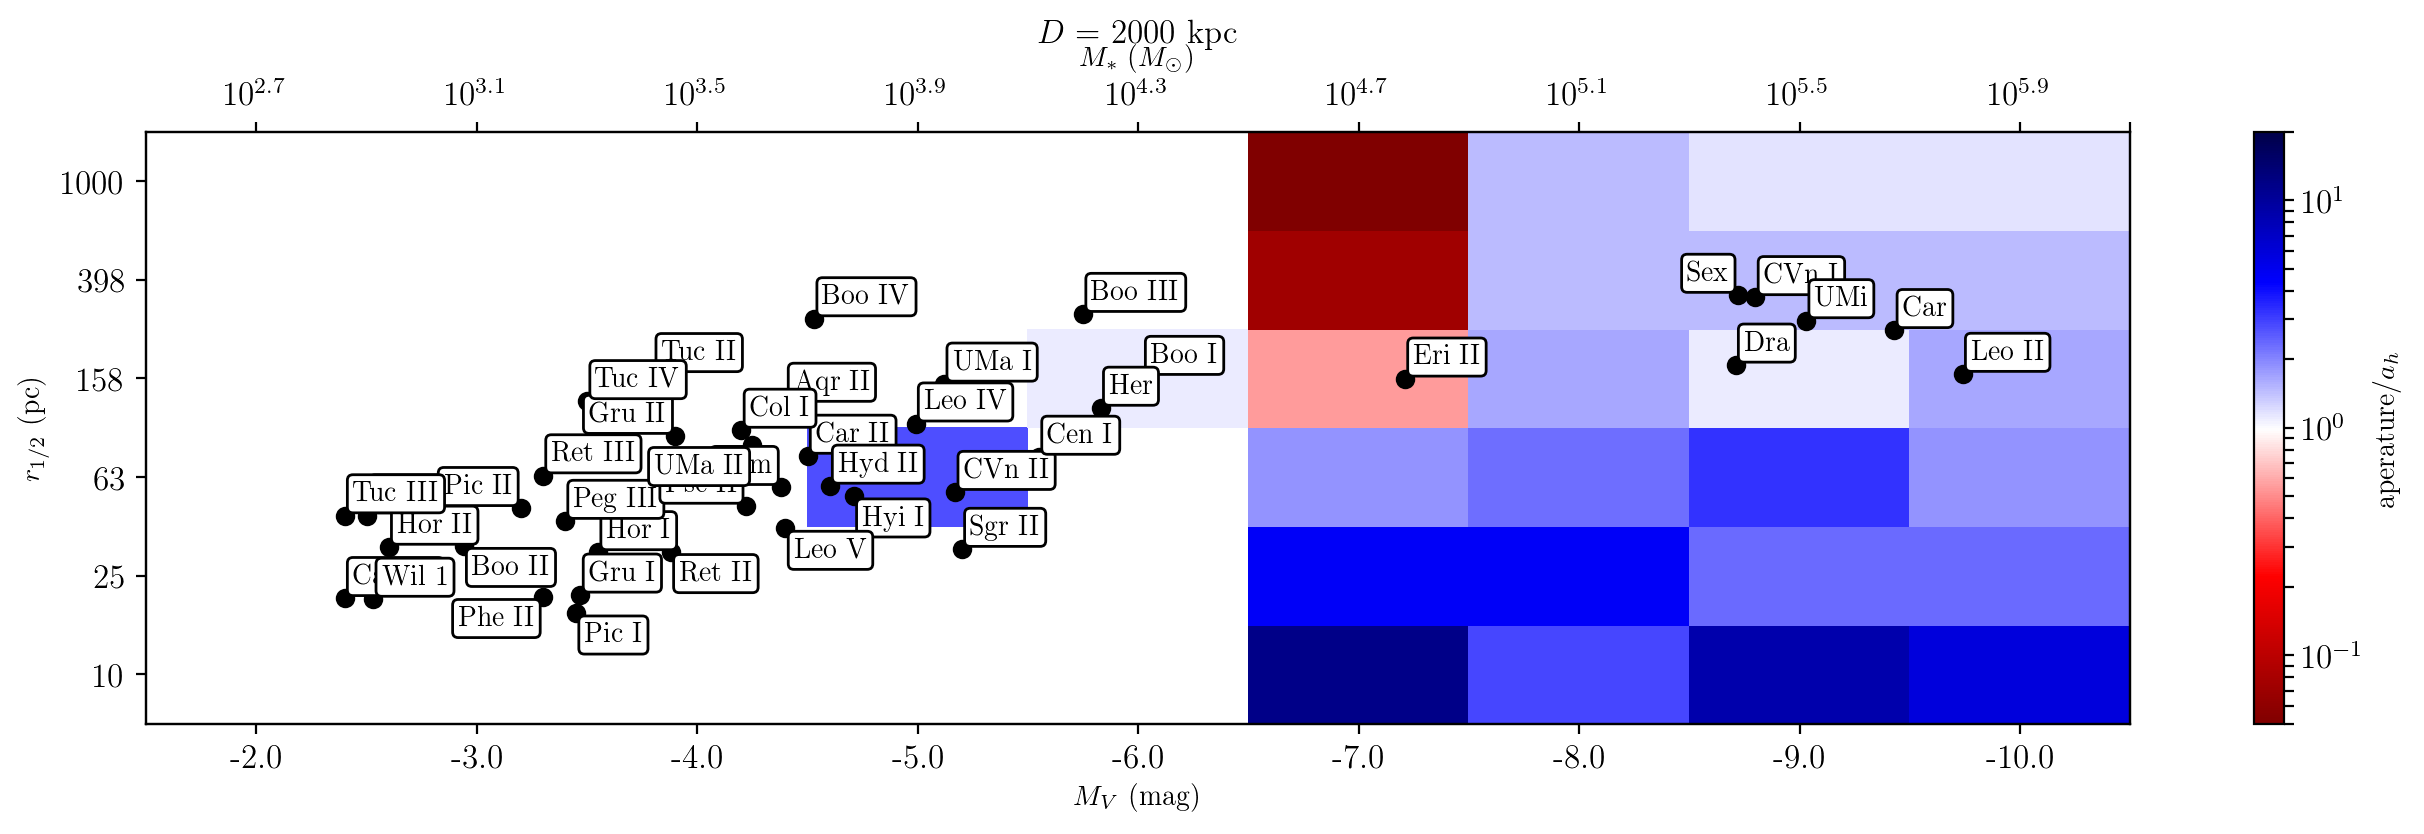 D = 2000 kpc
M* (M☉)
10^2.7 10^3.1 10^3.5 10^3.9 10^4.3 10^4.7 10^5.1 10^5.5 10^5.9
1000
398
158
63
25
10
r1/2 (pc)
Boo IV
Boo III
Sex
CVn I
UMi
Car
Tuc II
Tuc IV
UMa I
Boo I
Eri II
Dra
Leo II
Aqr II
Her
Gru II
Col I
Leo IV
Car II
Cen I
Ret III
UMa II
Hyd II
CVn II
Tuc III
Pic II
Peg III
Hor II
Hor I
Hyi I
Sgr II
Leo V
Wil 1
Boo II
Gru I
Ret II
Phe II
Pic I
-2.0 -3.0 -4.0 -5.0 -6.0 -7.0 -8.0 -9.0 -10.0
MV (mag)
10^1
10^0
10^-1
aperature/ah